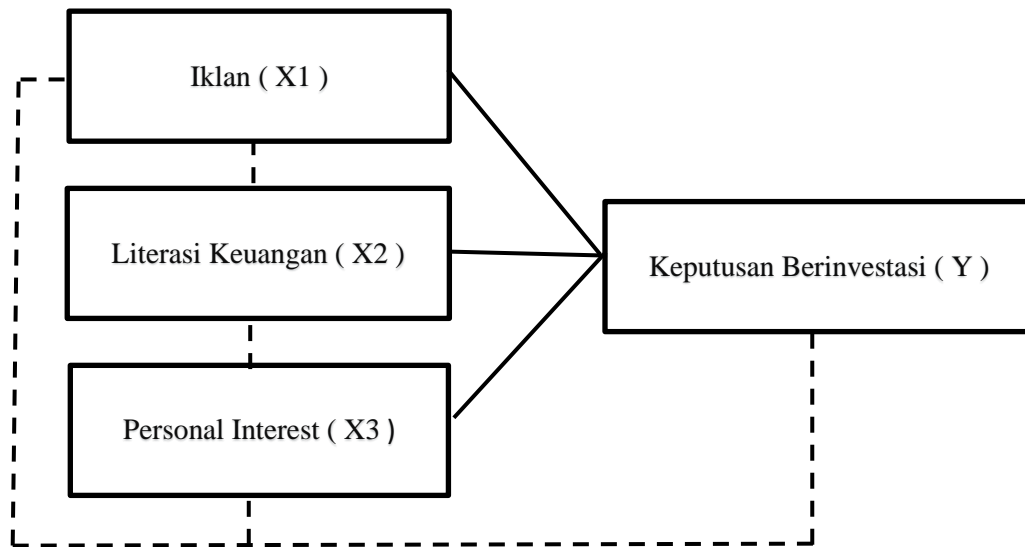 Iklan ( X1 )
Literasi Keuangan ( X2 )
Keputusan Berinvestasi ( Y )
Personal Interest ( X3 )